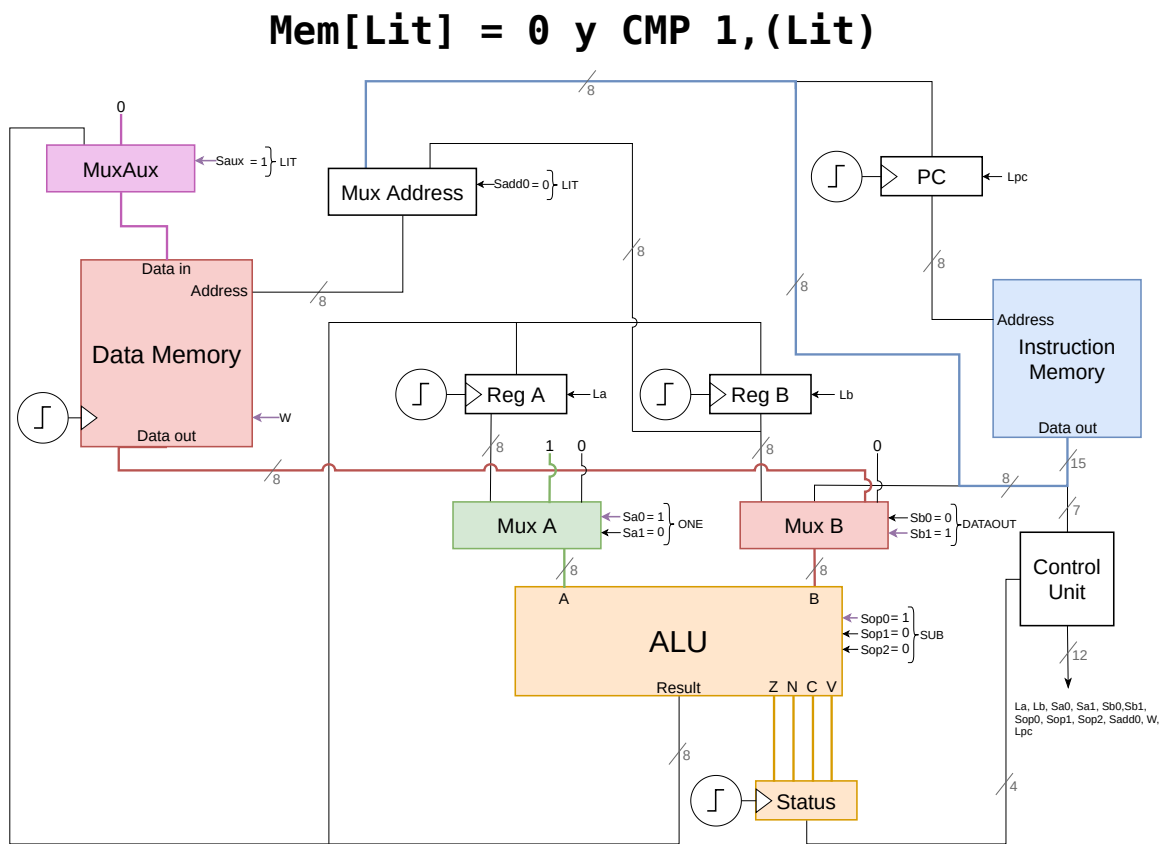 Mem[Lit] = 0 y CMP 1,(Lit)
8
0
MuxAux
Saux = 1 LIT
Mux Address
Sadd0 = 0 LIT
PC
Lpc
8
8
8
8
Data in
Address
Data Memory
W
Data out
8
Address
Instruction
Memory
Data out
15
Reg A
La
Reg B
Lb
8
8
1
0
0
8
7
Mux A
Sa0 = 1
Sa1 = 0
ONE
Mux B
Sb0 = 0
Sb1 = 1
DATAOUT
8
8
Control
Unit
12
La, Lb, Sa0, Sa1, Sb0,Sb1,
Sop0, Sop1, Sop2, Sadd0, W,
Lpc
A
B
ALU
Sop0 = 1
Sop1 = 0
Sop2 = 0
SUB
Result
Z N C V
8
Status
4